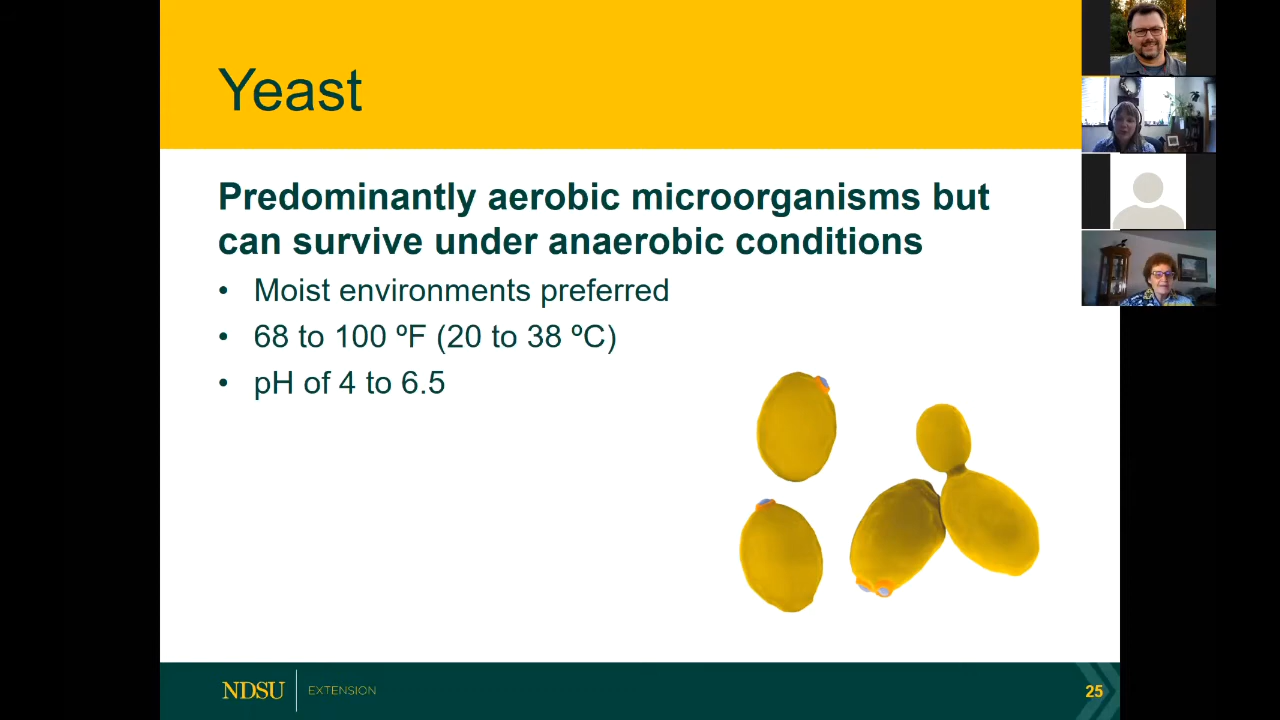 Yeast
Predominantly aerobic microorganisms but
can survive under anaerobic conditions
• Moist environments preferred
• 68 to 100 ºF (20 to 38 ºC)
• pH of 4 to 6.5
NDSU EXTENSION
25